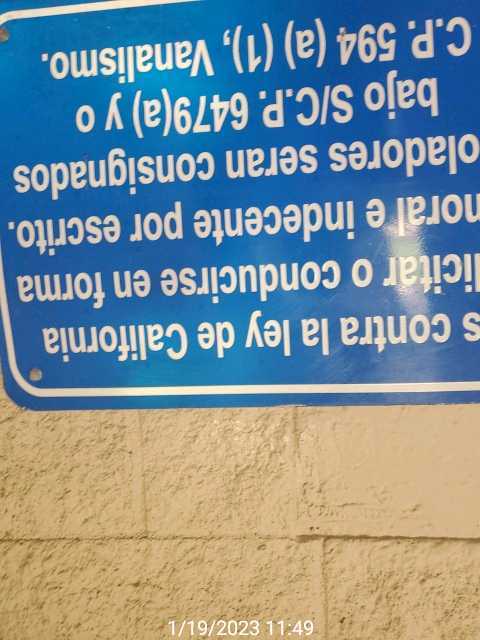 s contra la ley de California
licitar o conducirse en forma
moral e indecente por escrito.
oladores seran consignados
bajo S/C.P. 6479(a) y o
C.P. 594 (a) (1), Vanalismo.
1/19/2023 11:49